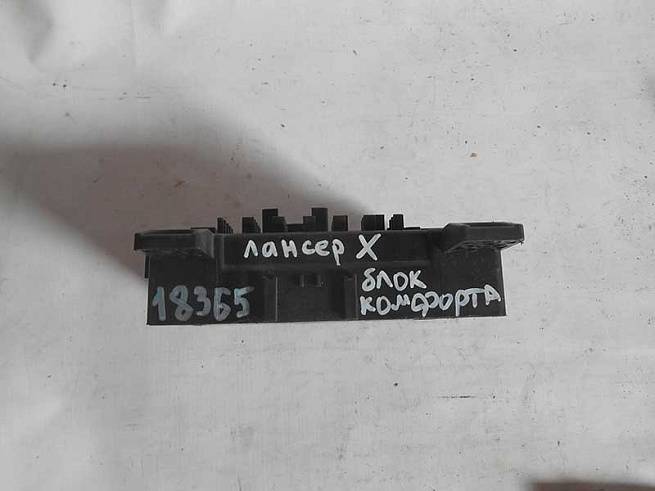 лансер X
блок
комфорта
18365